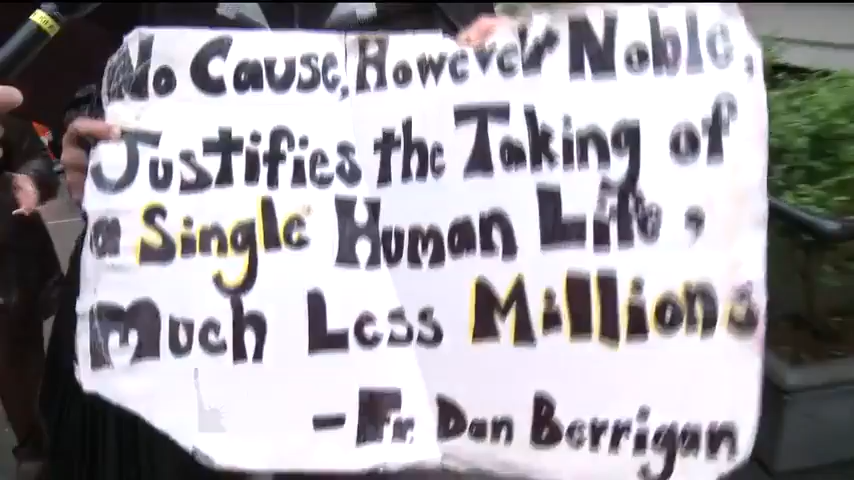 No Cause, However Noble,
Justifies the Taking of
a Single Human Life,
Much Less Millions
- Fr. Dan Berrigan